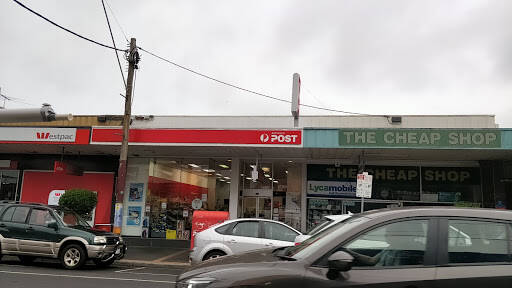 Westpac
POST
THE CHEAP SHOP
THE CHEAP SHOP
Lycamobile